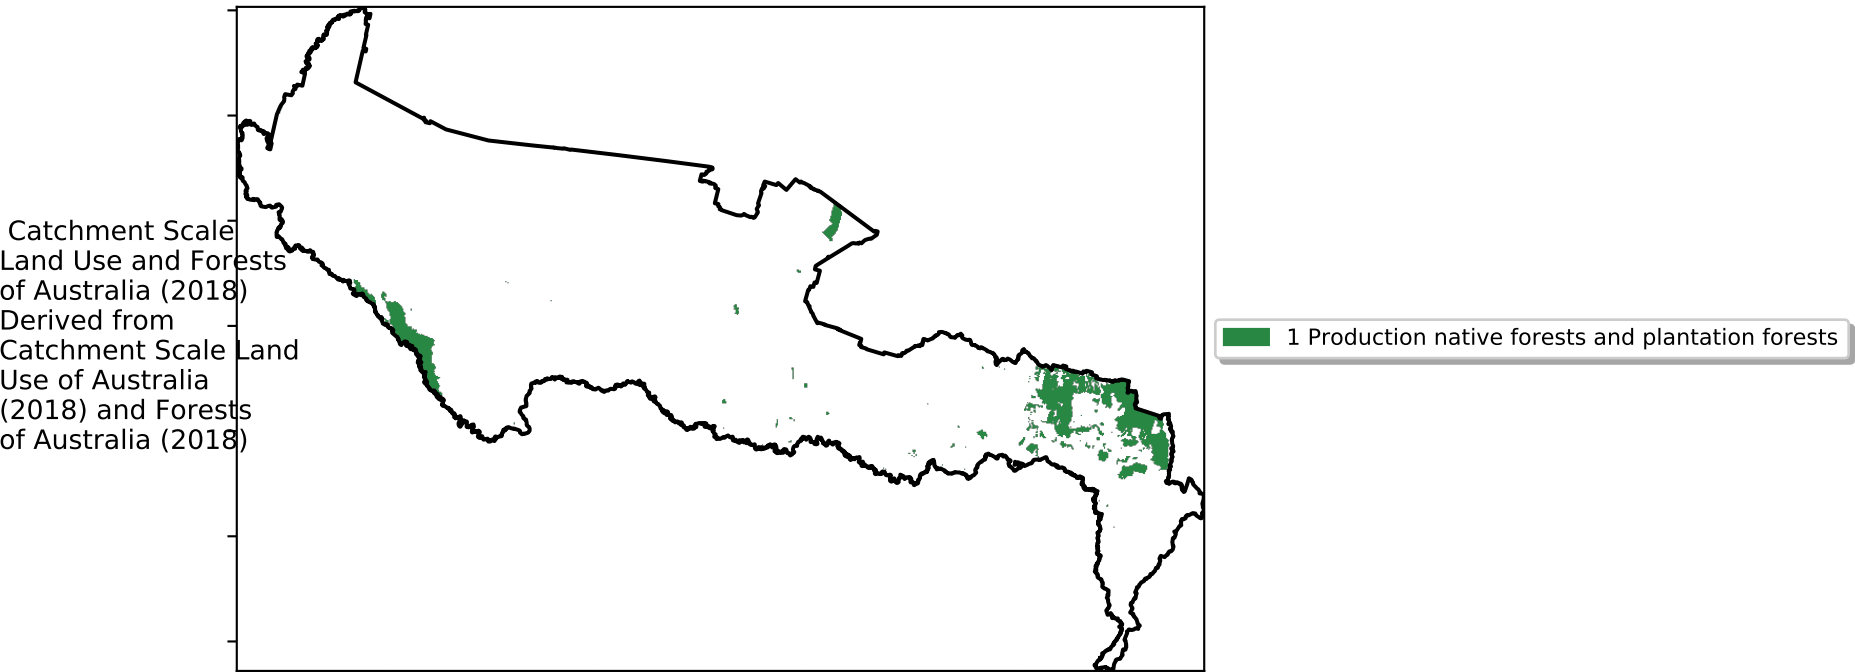 Catchment Scale
Land Use and Forests
of Australia (2018)
Derived from
Catchment Scale Land
Use of Australia
(2018) and Forests
of Australia (2018)
1 Production native forests and plantation forests